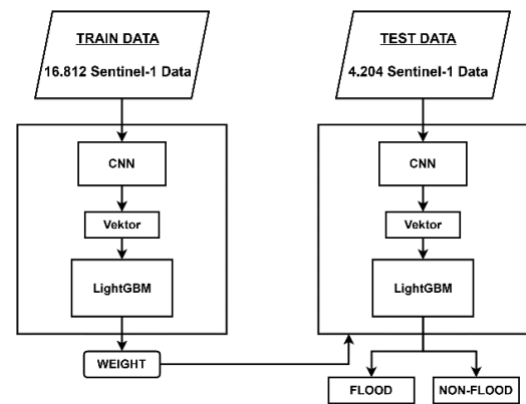 TRAIN DATA
16.812 Sentinel-1 Data
CNN
Vektor
LightGBM
WEIGHT
TEST DATA
4.204 Sentinel-1 Data
CNN
Vektor
LightGBM
FLOOD
NON-FLOOD